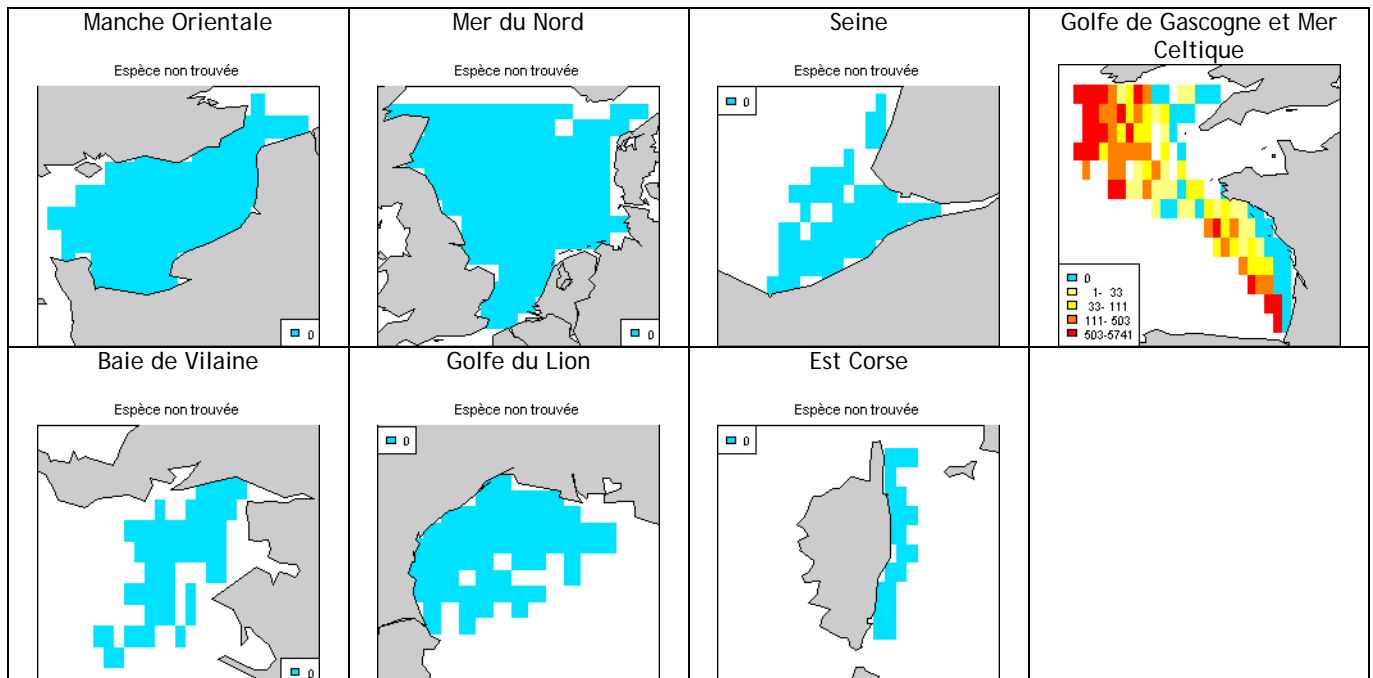 Manche Orientale
Espèce non trouvée
0
Mer du Nord
Espèce non trouvée
0
Seine
Espèce non trouvée
0
Golfe de Gascogne et Mer
Celtique
0
1- 33
33- 111
111- 503
503-5741
Baie de Vilaine
Espèce non trouvée
0
Golfe du Lion
Espèce non trouvée
0
Est Corse
Espèce non trouvée
0